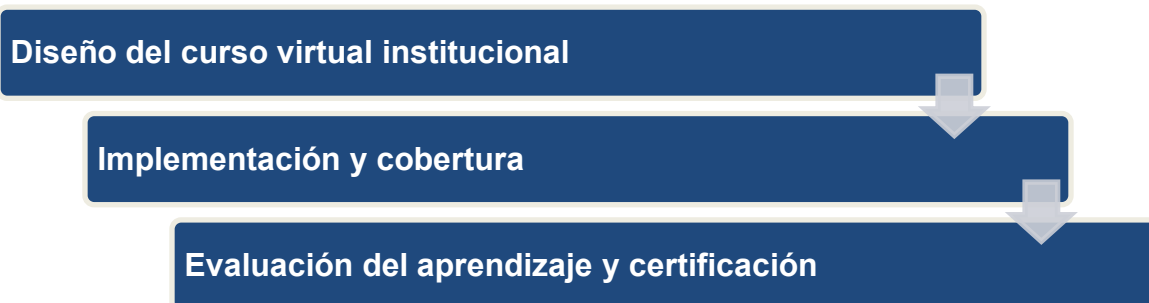 Diseño del curso virtual institucional
Implementación y cobertura
Evaluación del aprendizaje y certificación